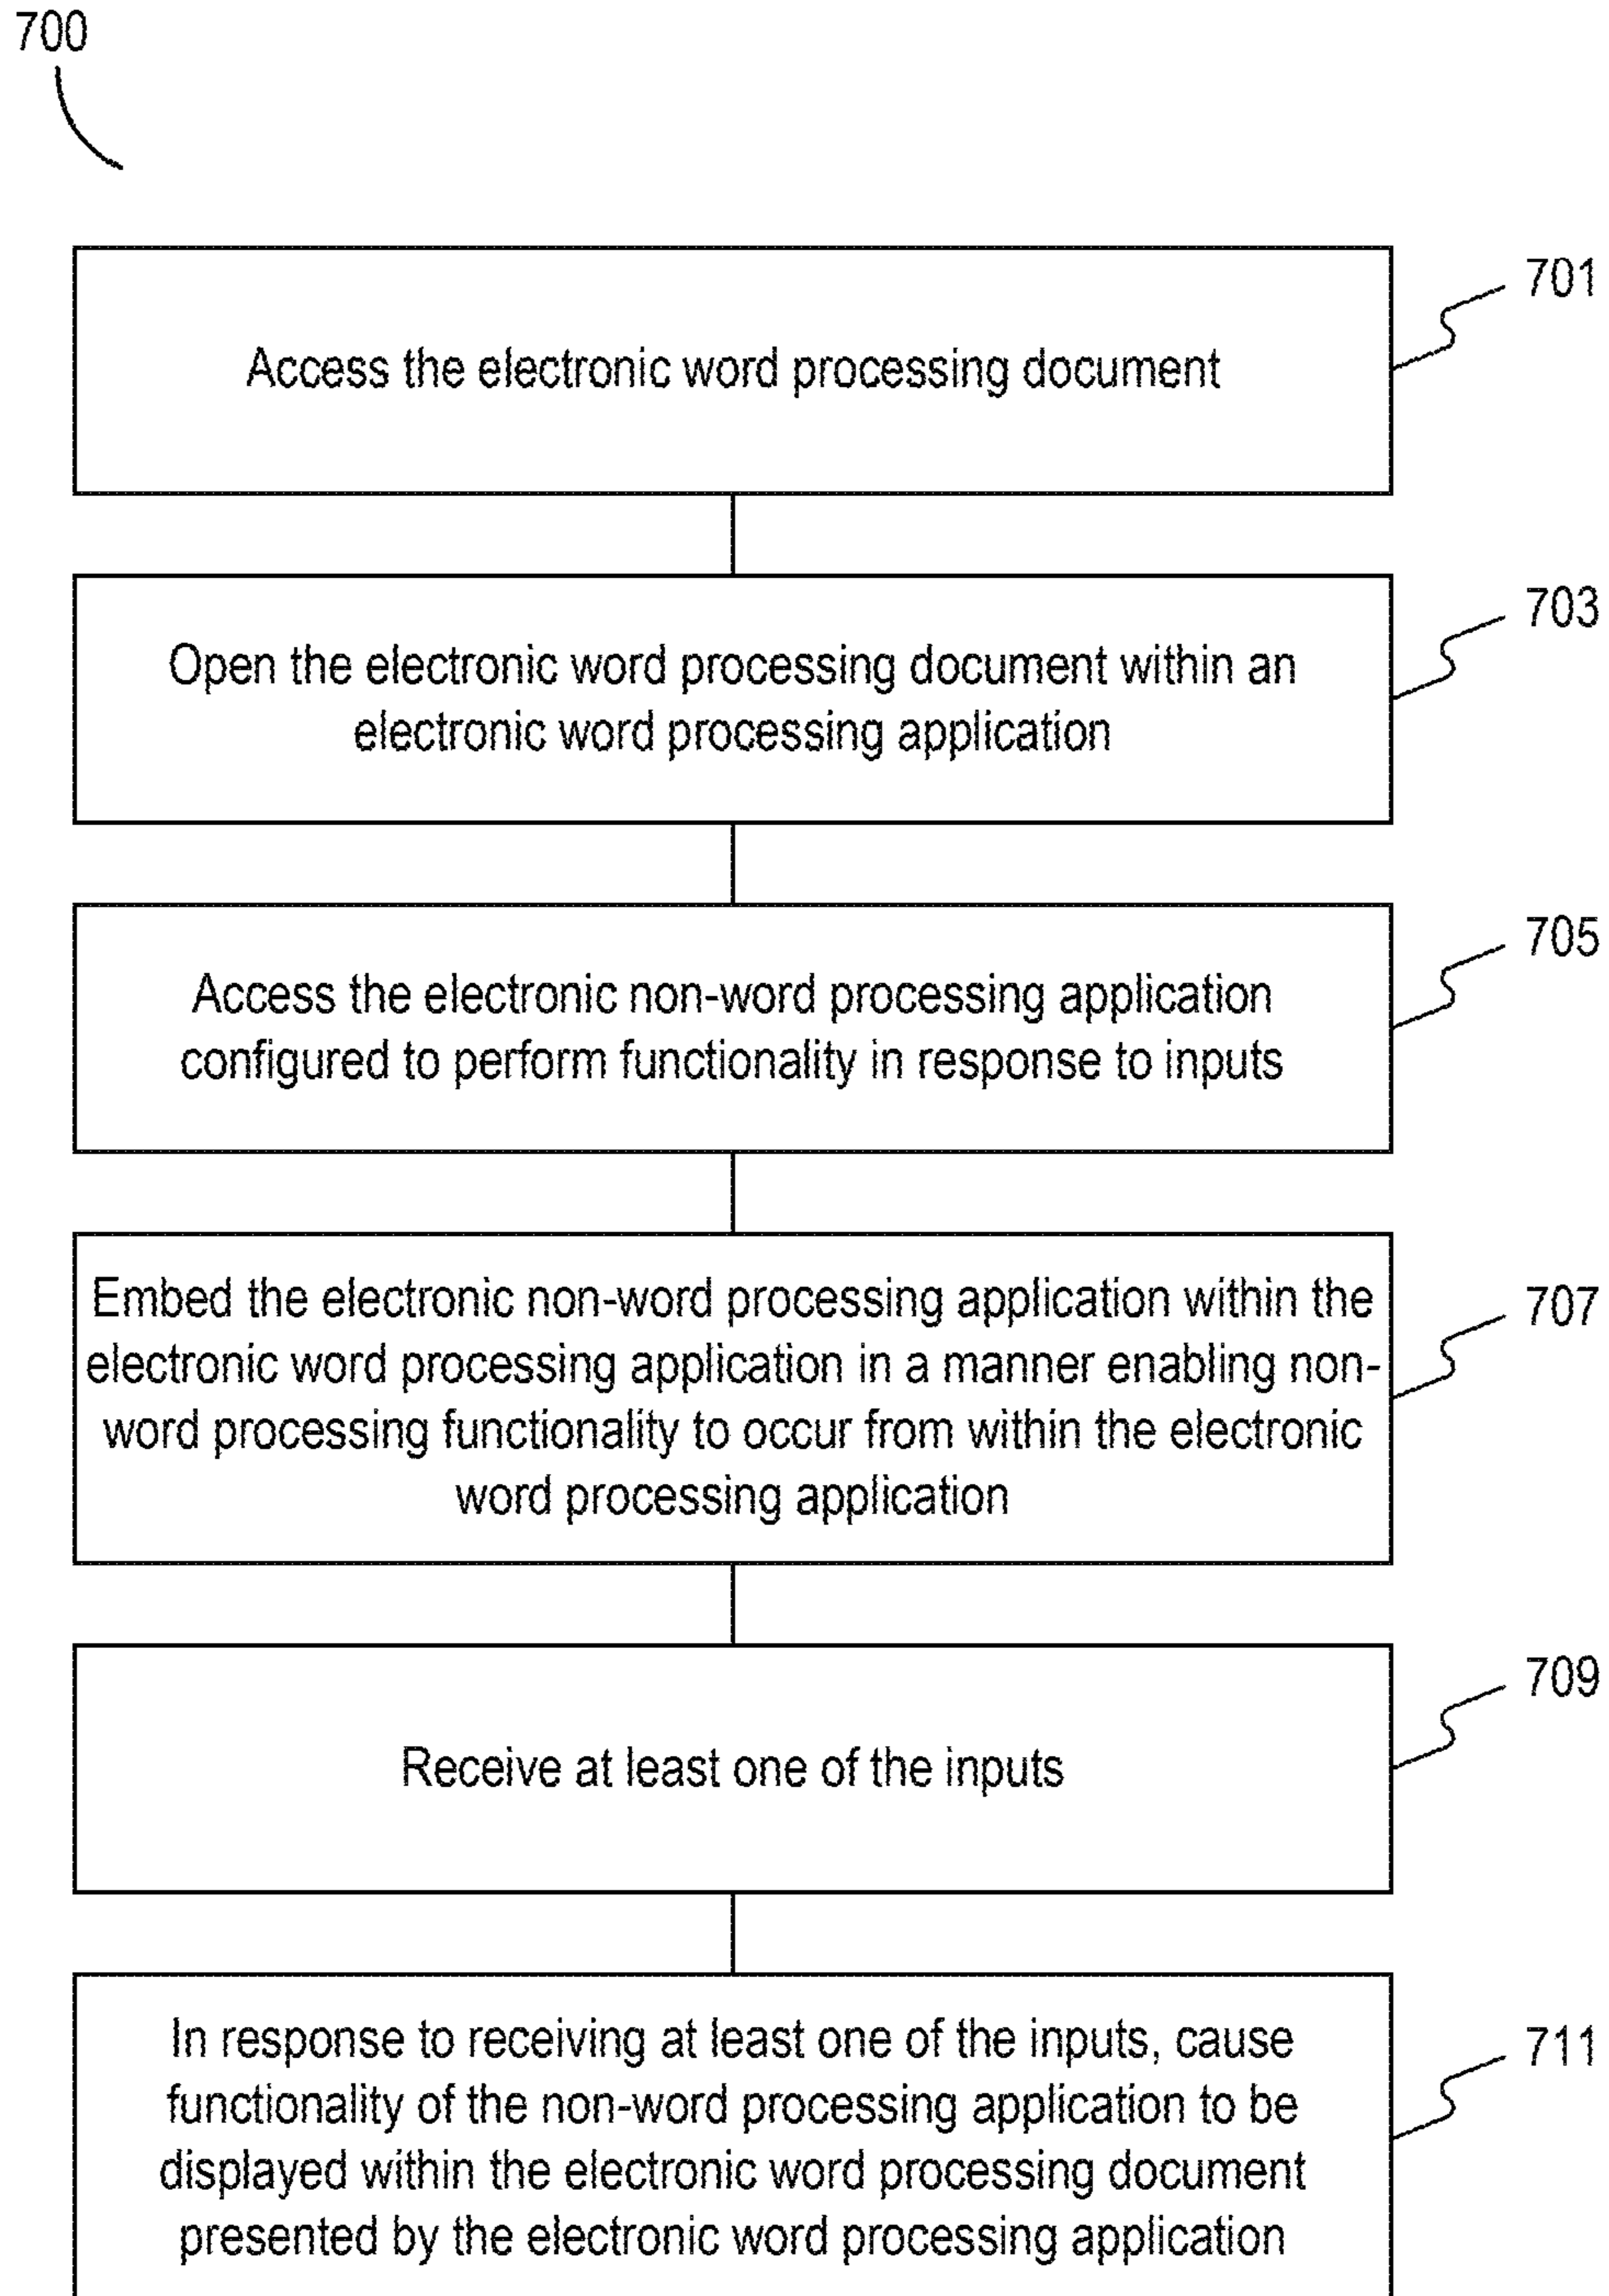 700
701
Access the electronic word processing document
703
Open the electronic word processing document within an
electronic word processing application
705
Access the electronic non-word processing application
configured to perform functionality in response to inputs
707
Embed the electronic non-word processing application within the
electronic word processing application in a manner enabling non-
word processing functionality to occur from within the electronic
word processing application
709
Receive at least one of the inputs
711
In response to receiving at least one of the inputs, cause
functionality of the non-word processing application to be
displayed within the electronic word processing document
presented by the electronic word processing application